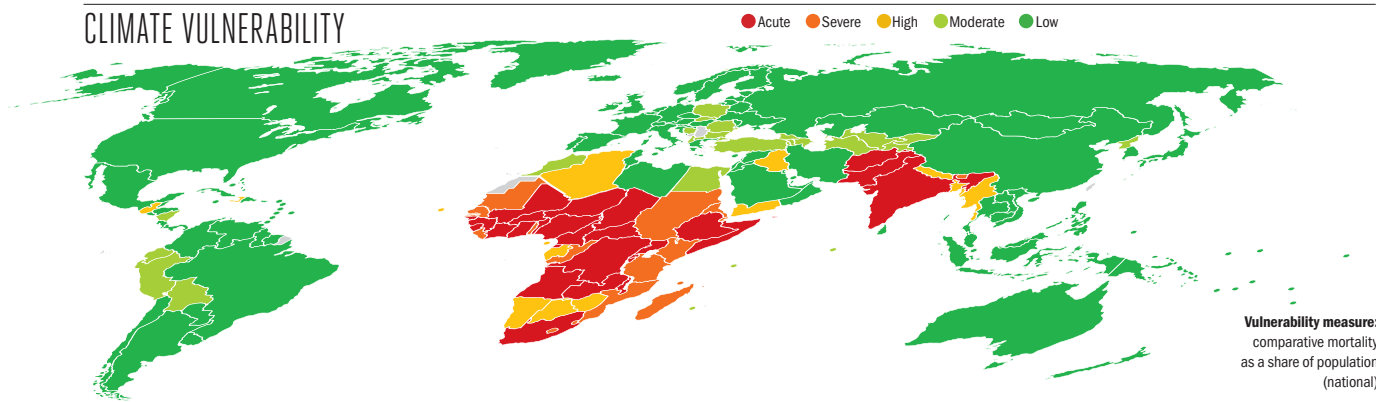 CLIMATE VULNERABILITY
Acute Severe High Moderate Low
Vulnerability measure:
comparative mortality
as a share of population
(national)